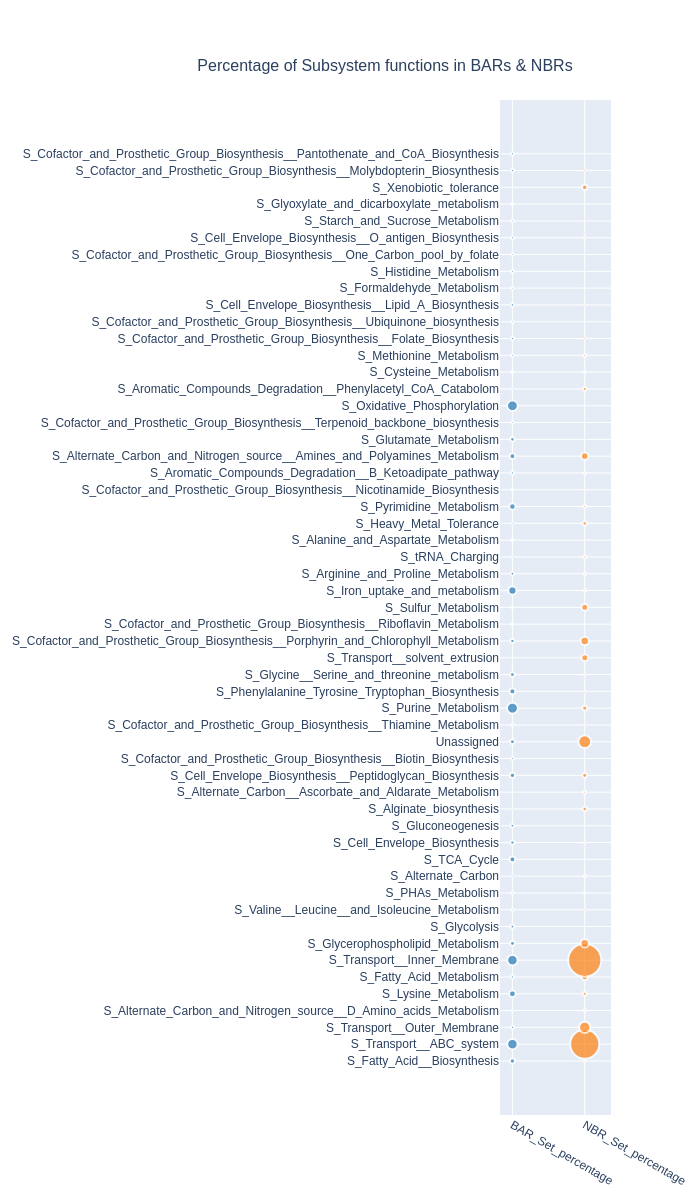 Percentage of Subsystem functions in BARs & NBRs
S_Cofactor_and_Prosthetic_Group_Biosynthesis__Pantothenate_and_CoA_Biosynthesis
S_Cofactor_and_Prosthetic_Group_Biosynthesis__Molybdopterin_Biosynthesis
S_Xenobiotic_tolerance
S_Glyoxylate_and_dicarboxylate_metabolism
S_Starch_and_Sucrose_Metabolism
S_Cell_Envelope_Biosynthesis__O_antigen_Biosynthesis
S_Cofactor_and_Prosthetic_Group_Biosynthesis__One_Carbon_pool_by_folate
S_Histidine_Metabolism
S_Formaldehyde_Metabolism
S_Cell_Envelope_Biosynthesis__Lipid_A_Biosynthesis
S_Cofactor_and_Prosthetic_Group_Biosynthesis__Ubiquinone_biosynthesis
S_Cofactor_and_Prosthetic_Group_Biosynthesis__Folate_Biosynthesis
S_Methionine_Metabolism
S_Cysteine_Metabolism
S_Aromatic_Compounds_Degradation__Phenylacetyl_CoA_Catabolom
S_Oxidative_Phosphorylation
S_Cofactor_and_Prosthetic_Group_Biosynthesis__Terpenoid_backbone_biosynthesis
S_Glutamate_Metabolism
S_Alternate_Carbon_and_Nitrogen_source__Amines_and_Polyamines_Metabolism
S_Aromatic_Compounds_Degradation__B_Ketoadipate_pathway
S_Cofactor_and_Prosthetic_Group_Biosynthesis__Nicotinamide_Biosynthesis
S_Pyrimidine_Metabolism
S_Heavy_Metal_Tolerance
S_Alanine_and_Aspartate_Metabolism
S_tRNA_Charging
S_Arginine_and_Proline_Metabolism
S_Iron_uptake_and_metabolism
S_Sulfur_Metabolism
S_Cofactor_and_Prosthetic_Group_Biosynthesis__Riboflavin_Metabolism
S_Cofactor_and_Prosthetic_Group_Biosynthesis__Porphyrin_and_Chlorophyll_Metabolism
S_Transport__solvent_extrusion
S_Glycine__Serine_and_threonine_metabolism
S_Phenylalanine_Tyrosine_Tryptophan_Biosynthesis
S_Purine_Metabolism
S_Cofactor_and_Prosthetic_Group_Biosynthesis__Thiamine_Metabolism
Unassigned
S_Cofactor_and_Prosthetic_Group_Biosynthesis__Biotin_Biosynthesis
S_Cell_Envelope_Biosynthesis__Peptidoglycan_Biosynthesis
S_Alternate_Carbon__Ascorbate_and_Aldarate_Metabolism
S_Alginate_biosynthesis
S_Gluconeogenesis
S_Cell_Envelope_Biosynthesis
S_TCA_Cycle
S_Alternate_Carbon
S_PHAs_Metabolism
S_Valine__Leucine__and_Isoleucine_Metabolism
S_Glycolysis
S_Glycerophospholipid_Metabolism
S_Transport__Inner_Membrane
S_Fatty_Acid_Metabolism
S_Lysine_Metabolism
S_Alternate_Carbon_and_Nitrogen_source__D_Amino_acids_Metabolism
S_Transport__Outer_Membrane
S_Transport__ABC_system
S_Fatty_Acid__Biosynthesis
BAR_Set_percentage
NBR_Set_percentage